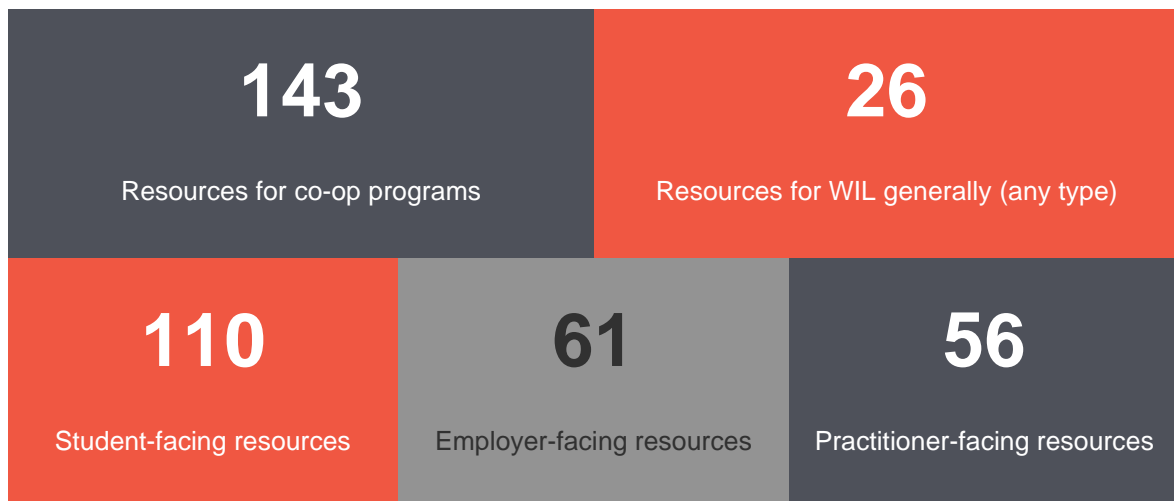 143
Resources for co-op programs
26
Resources for WIL generally (any type)
110
Student-facing resources
61
Employer-facing resources
56
Practitioner-facing resources